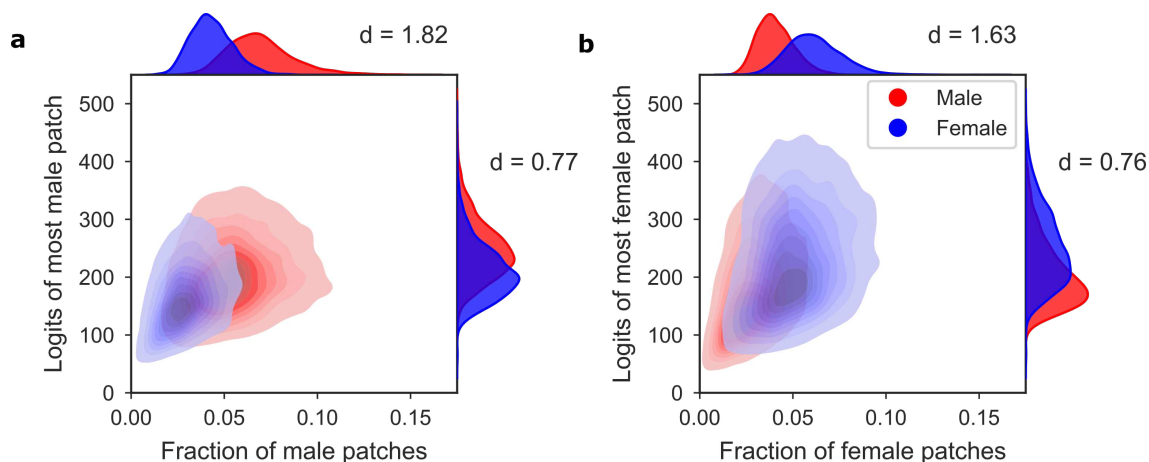 a
d = 1.82
Logits of most male patch
500
400
300
200
100
0
d = 0.77
0.00 0.05 0.10 0.15
Fraction of male patches
b
d = 1.63
Logits of most female patch
500
400
300
200
100
0
Male
Female
d = 0.76
0.00 0.05 0.10 0.15
Fraction of female patches